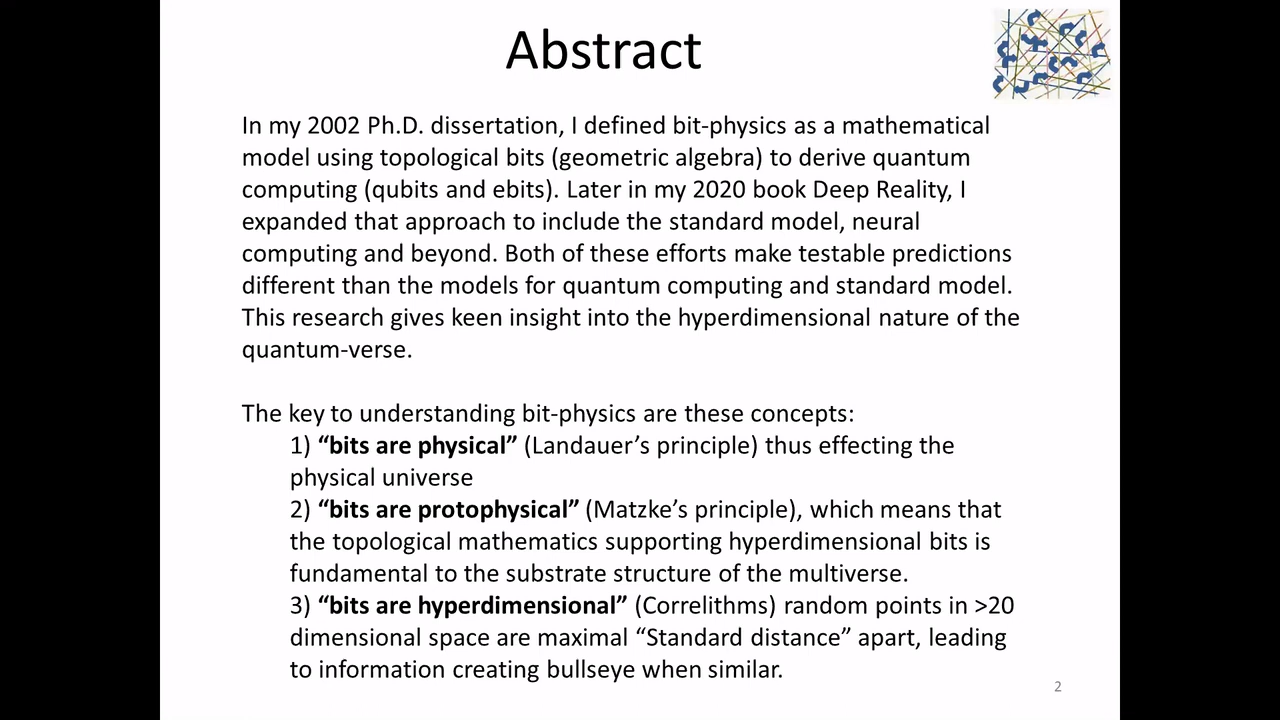 Abstract
In my 2002 Ph.D. dissertation, I defined bit-physics as a mathematical
model using topological bits (geometric algebra) to derive quantum
computing (qubits and ebits). Later in my 2020 book Deep Reality, I
expanded that approach to include the standard model, neural
computing and beyond. Both of these efforts make testable predictions
different than the models for quantum computing and standard model.
This research gives keen insight into the hyperdimensional nature of the
quantum-verse.
The key to understanding bit-physics are these concepts:
1) “bits are physical” (Landauer’s principle) thus effecting the
physical universe
2) “bits are protophysical” (Matzke’s principle), which means that
the topological mathematics supporting hyperdimensional bits is
fundamental to the substrate structure of the multiverse.
3) “bits are hyperdimensional” (Correlithms) random points in >20
dimensional space are maximal “Standard distance” apart, leading
to information creating bullseye when similar.
2